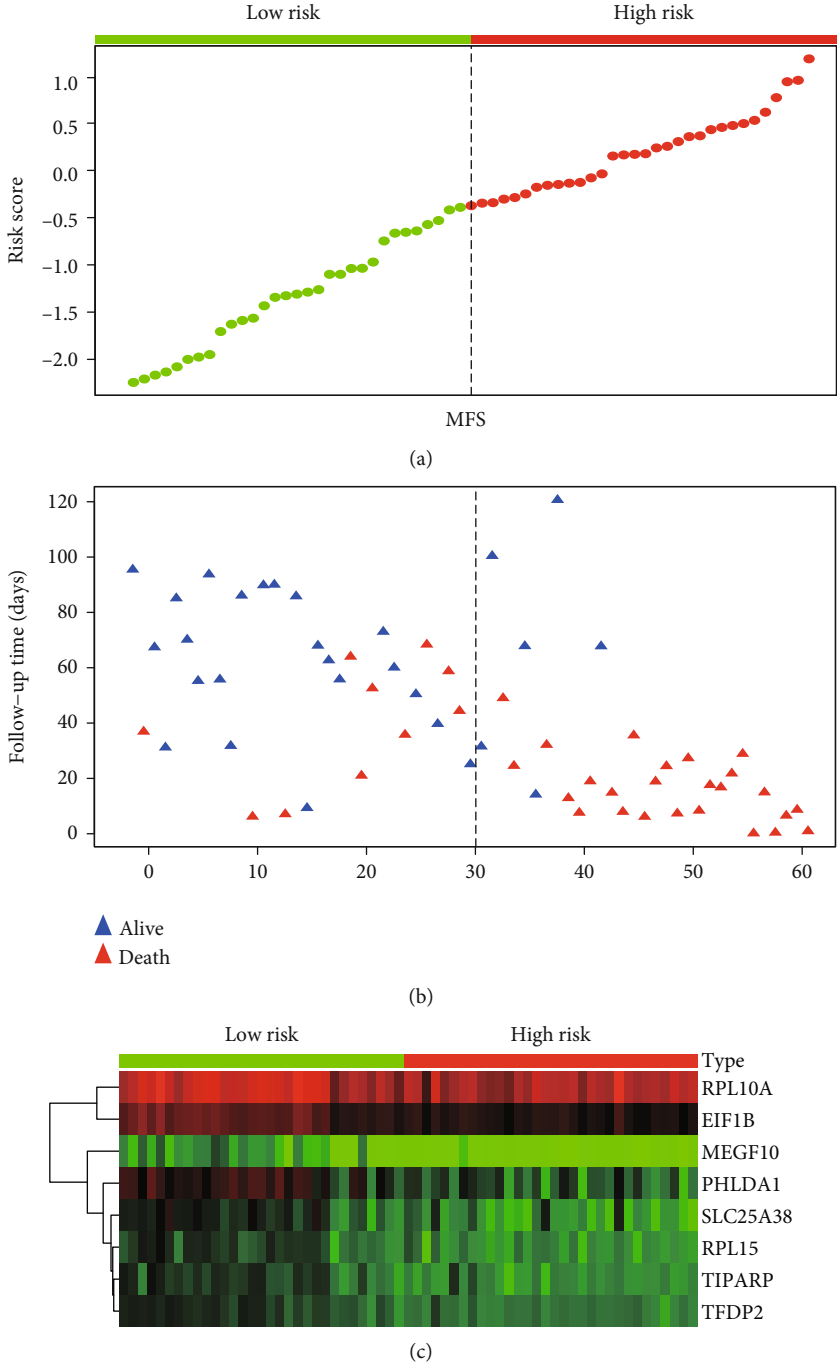 Low risk High risk
1.0
0.5
0.0
−0.5
−1.0
−1.5
−2.0
Risk score
MFS
(a)
120
100
80
60
40
20
0
Follow−up time (days)
0 10 20 30 40 50 60
Alive
Death
(b)
Low risk High risk
Type
RPL10A
EIF1B
MEGF10
PHLDA1
SLC25A38
RPL15
TIPARP
TFDP2
(c)